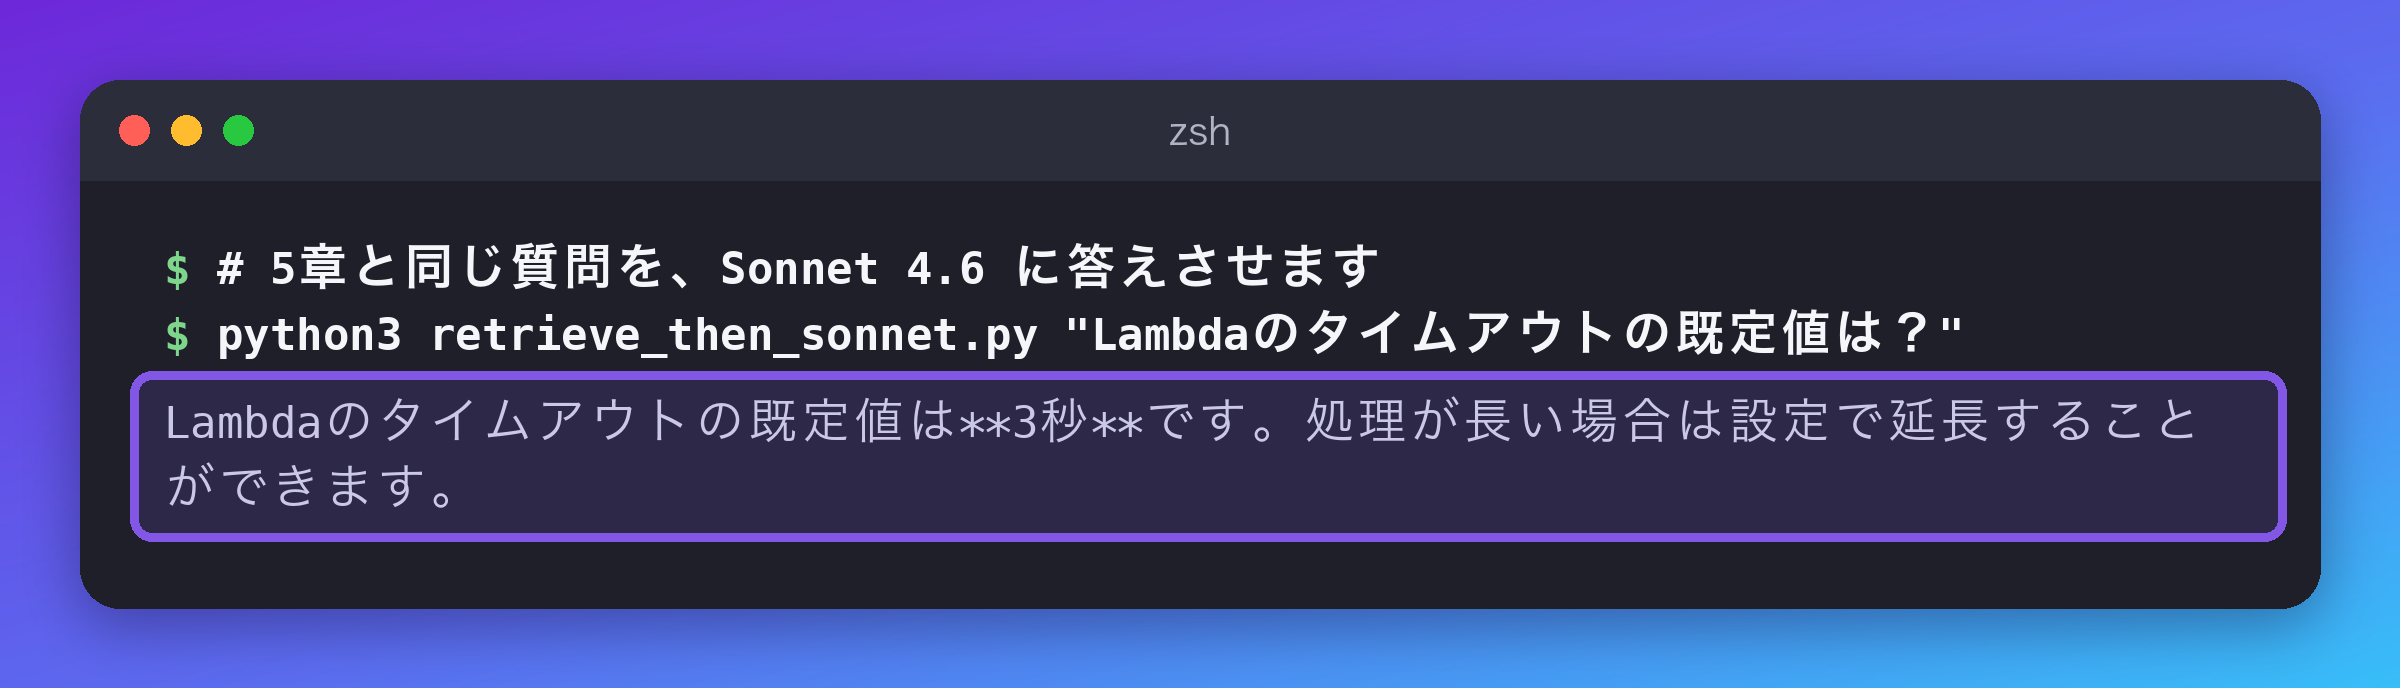 zsh
$ # 5章と同じ質問を、Sonnet 4.6 に答えさせます
$ python3 retrieve_then_sonnet.py "Lambdaのタイムアウトの既定値は？"
Lambdaのタイムアウトの既定値は**3秒**です。処理が長い場合は設定で延長すること
ができます。